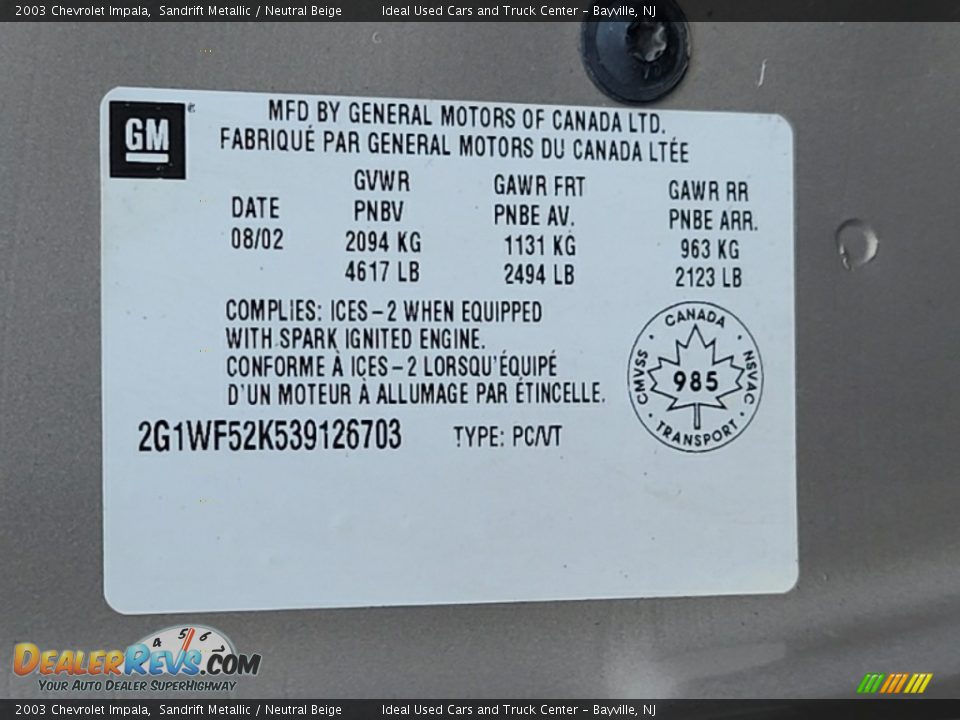 2003 Chevrolet Impala,  Sandrift Metallic / Neutral Beige  Ideal Used Cars and Truck Center - Bayville, NJ
GM
MFD BY GENERAL MOTORS OF CANADA LTD.
FABRIQUÉ PAR GENERAL MOTORS DU CANADA LTÉE
GVWR GAWR FRT GAWR RR
DATE PNBV PNBE AV. PNBE ARR.
08/02 2094 KG 1131 KG 963 KG
4617 LB 2494 LB 2123 LB
COMPLIES: ICES-2 WHEN EQUIPPED
WITH SPARK IGNITED ENGINE.
CONFORME À ICES-2 LORSQU'ÉQUIPÉ
D'UN MOTEUR À ALLUMAGE PAR ÉTINCELLE.
CANADA
CMVSS 985 NSVAC
TRANSPORT
2G1WF52K539126703 TYPE: PC/VT
4 5 6 7
DEALERREVS.COM
YOUR AUTO DEALER SUPERHIGHWAY
2003 Chevrolet Impala,  Sandrift Metallic / Neutral Beige  Ideal Used Cars and Truck Center - Bayville, NJ